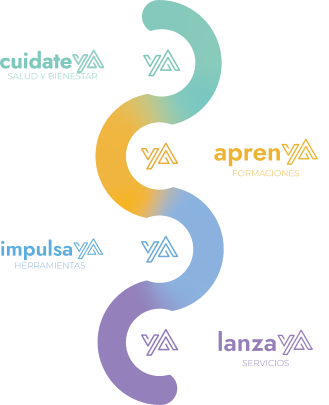 cuidateYA
SALUD Y BIENESTAR
YA
YA
aprenYA
FORMACIONES
impulsaYA
HERRAMIENTAS
YA
YA
lanzaYA
SERVICIOS